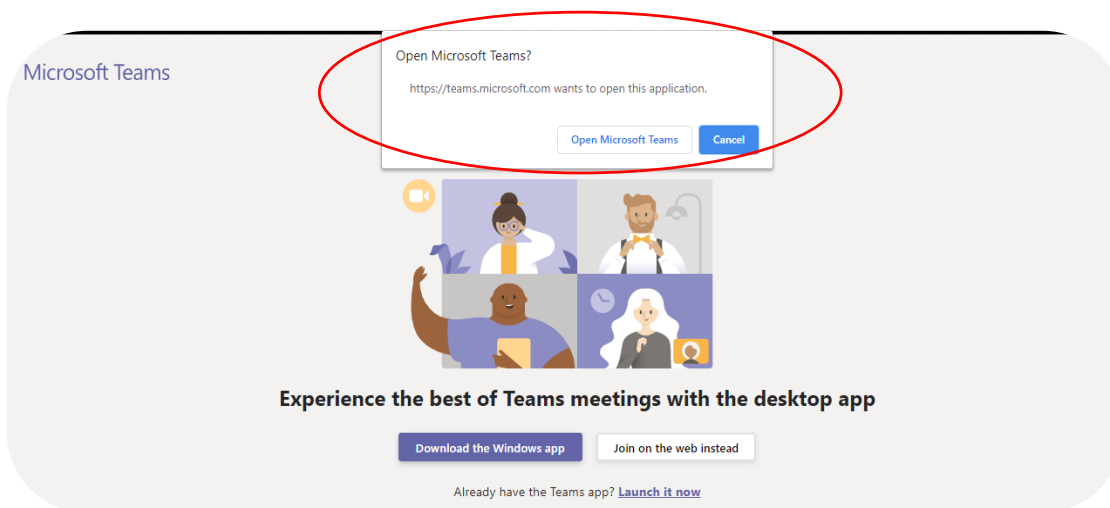 Microsoft Teams
Open Microsoft Teams?
https://teams.microsoft.com wants to open this application.
Open Microsoft Teams Cancel
Experience the best of Teams meetings with the desktop app
Download the Windows app Join on the web instead
Already have the Teams app? Launch it now